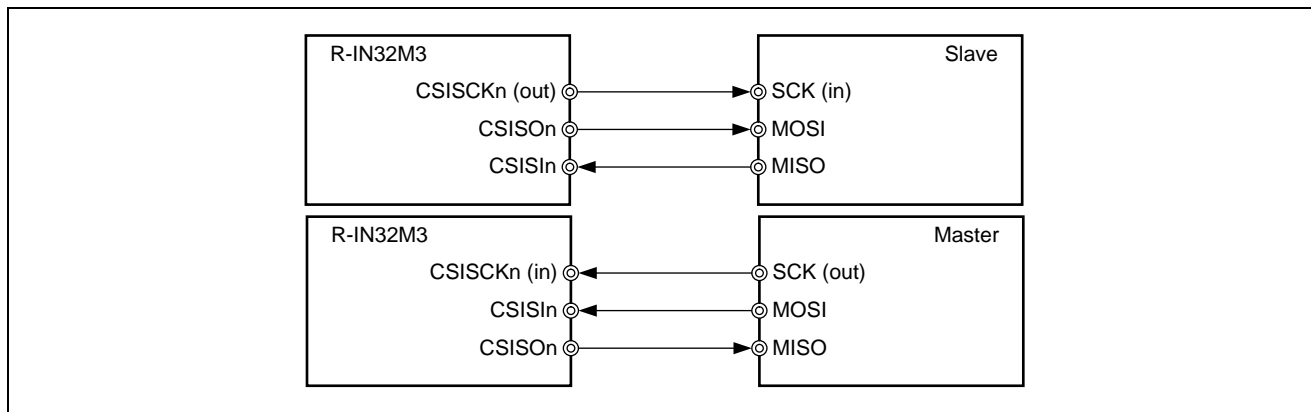 R-IN32M3 Slave
CSISCKn (out) SCK (in)
CSISOn MOSI
CSISIn MISO
R-IN32M3 Master
CSISCKn (in) SCK (out)
CSISIn MOSI
CSISOn MISO